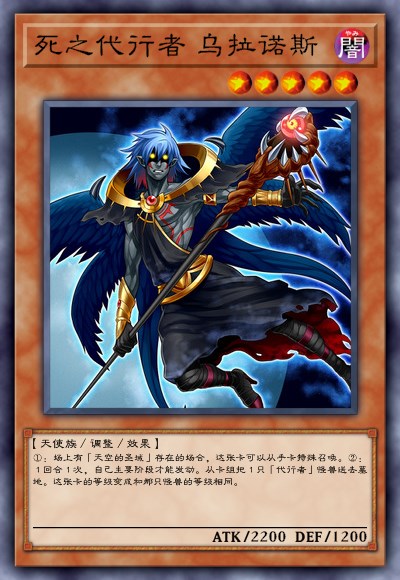 死之代行者 乌拉诺斯
闇
やみ
【天使族／调整／效果】
①：场上有「天空的圣域」存在的场合，这张卡可以从手卡特殊召唤。②：
1回合1次，自己主要阶段才能发动。从卡组把1只「代行者」怪兽送去墓
地。这张卡的等级变成和那只怪兽的等级相同。
ATK/2200 DEF/1200